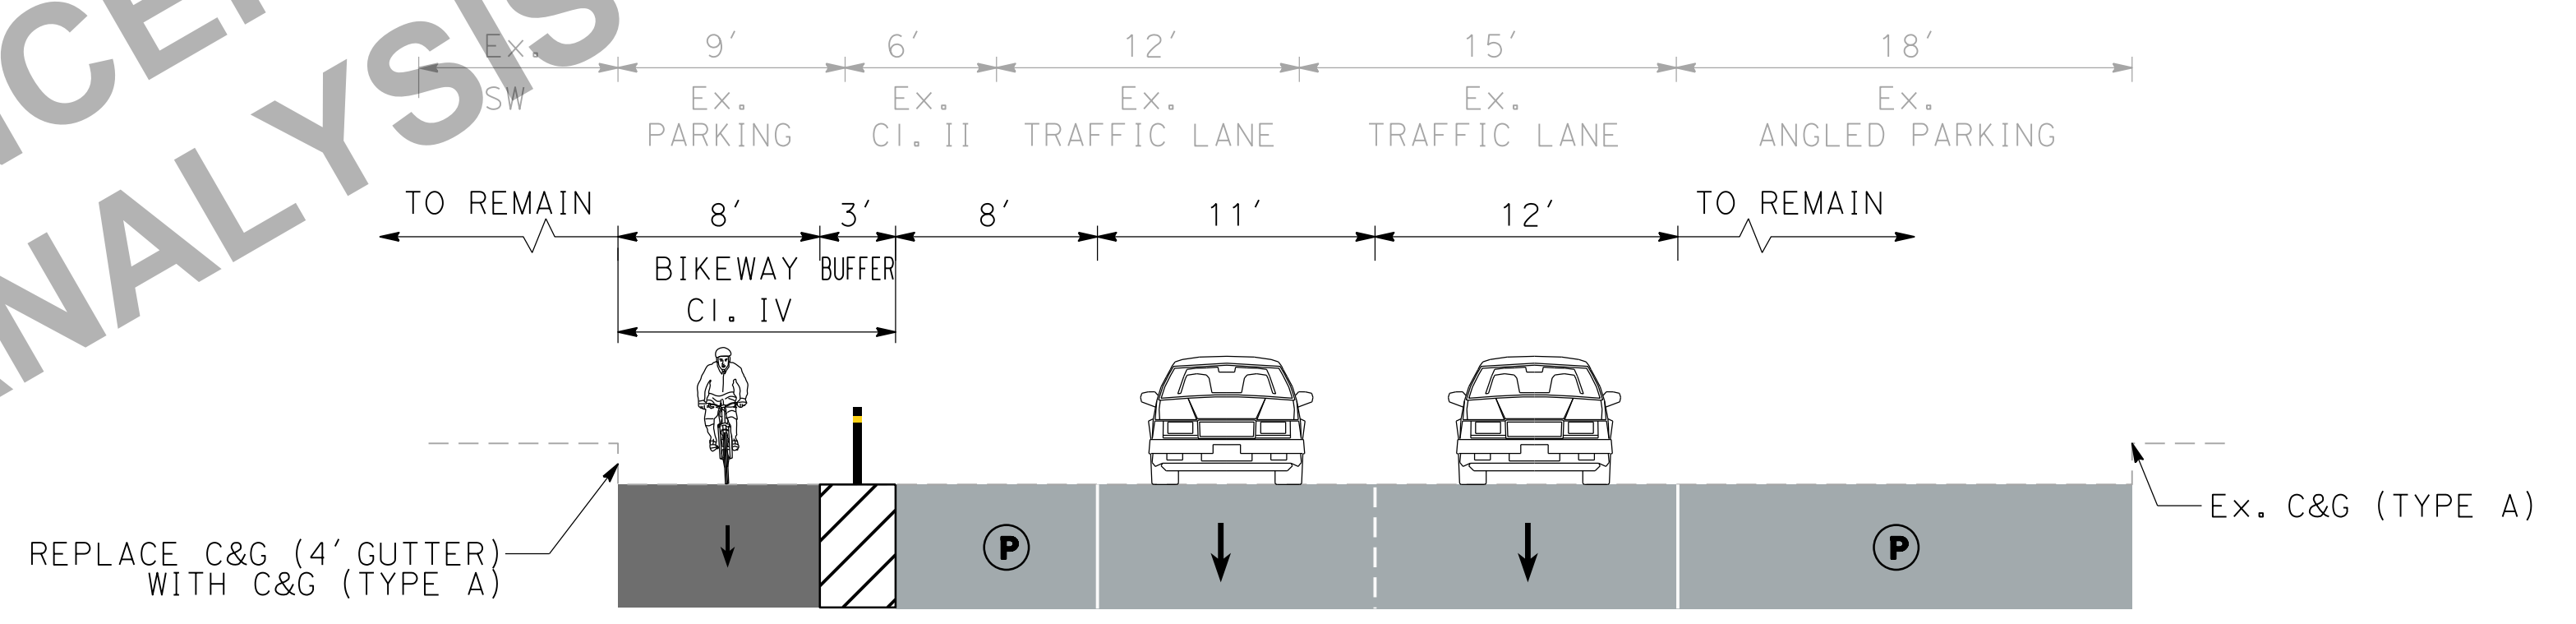 Ex. 9' 6' 12' 15' 18'
SW Ex. Ex. Ex. Ex. Ex.
PARKING Cl. II TRAFFIC LANE TRAFFIC LANE ANGLED PARKING
TO REMAIN 8' 3' 8' 11' 12' TO REMAIN
BIKEWAY BUFFER
Cl. IV
REPLACE C&G (4' GUTTER)
WITH C&G (TYPE A)
P P
Ex. C&G (TYPE A)